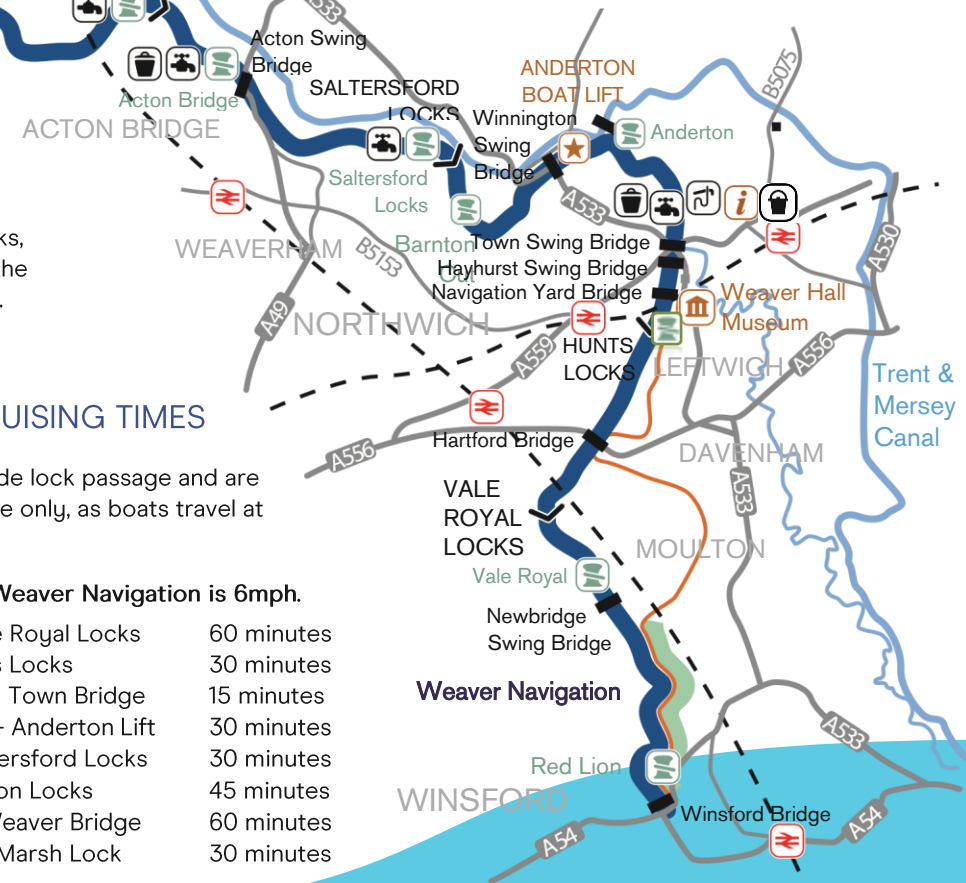 A533
Acton Swing
Bridge
Acton Bridge
ACTON BRIDGE
SALTERSFORD
LOCKS
ANDERTON
BOAT LIFT
B5075
Winnington
Swing
Bridge
Anderton
Saltersford
Locks
A533
WEAVERHAM
B5153
Barnton
Cut
Town Swing Bridge
Hayhurst Swing Bridge
Navigation Yard Bridge
A530
ks,
the
.
A49
NORTHWICH
Weaver Hall
Museum
HUNTS
LOCKS
A559
LEFTWICH
A556
Trent &
Mersey
Canal
UISING TIMES
Hartford Bridge
A556
DAVENHAM
A533
de lock passage and are
e only, as boats travel at
VALE
ROYAL
LOCKS
MOULTON
Vale Royal
Newbridge
Swing Bridge
Weaver Navigation is 6mph.
e Royal Locks 60 minutes
s Locks 30 minutes
Town Bridge 15 minutes
- Anderton Lift 30 minutes
ersford Locks 30 minutes
on Locks 45 minutes
Weaver Bridge 60 minutes
Marsh Lock 30 minutes
Weaver Navigation
Red Lion
WINSFORD
Winsford Bridge
A533
A54
A54